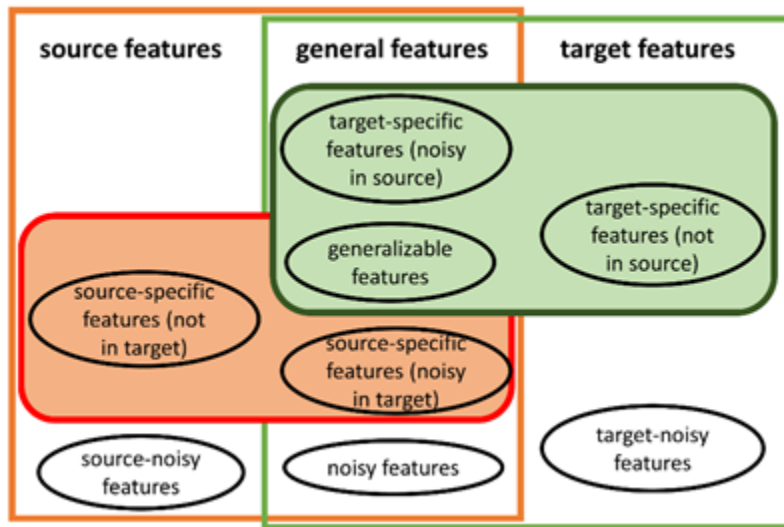 source features
general features
target features
target-specific
features (noisy
in source)
target-specific
features (not
in source)
generalizable
features
source-specific
features (not
in target)
source-specific
features (noisy
in target)
source-noisy
features
noisy features
target-noisy
features